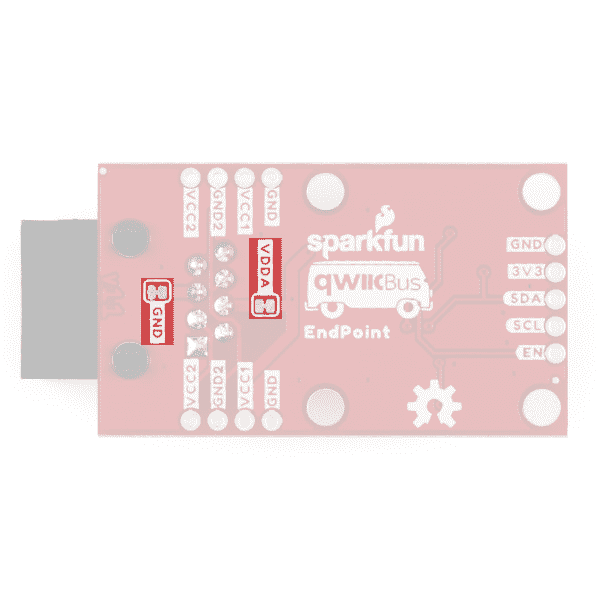 VCC2
GND2
VCC1
GND
VDDA
GND
sparkfun
qwiicBus
EndPoint
GND
3V3
SDA
SCL
EN
VCC2
GND2
VCC1
GND